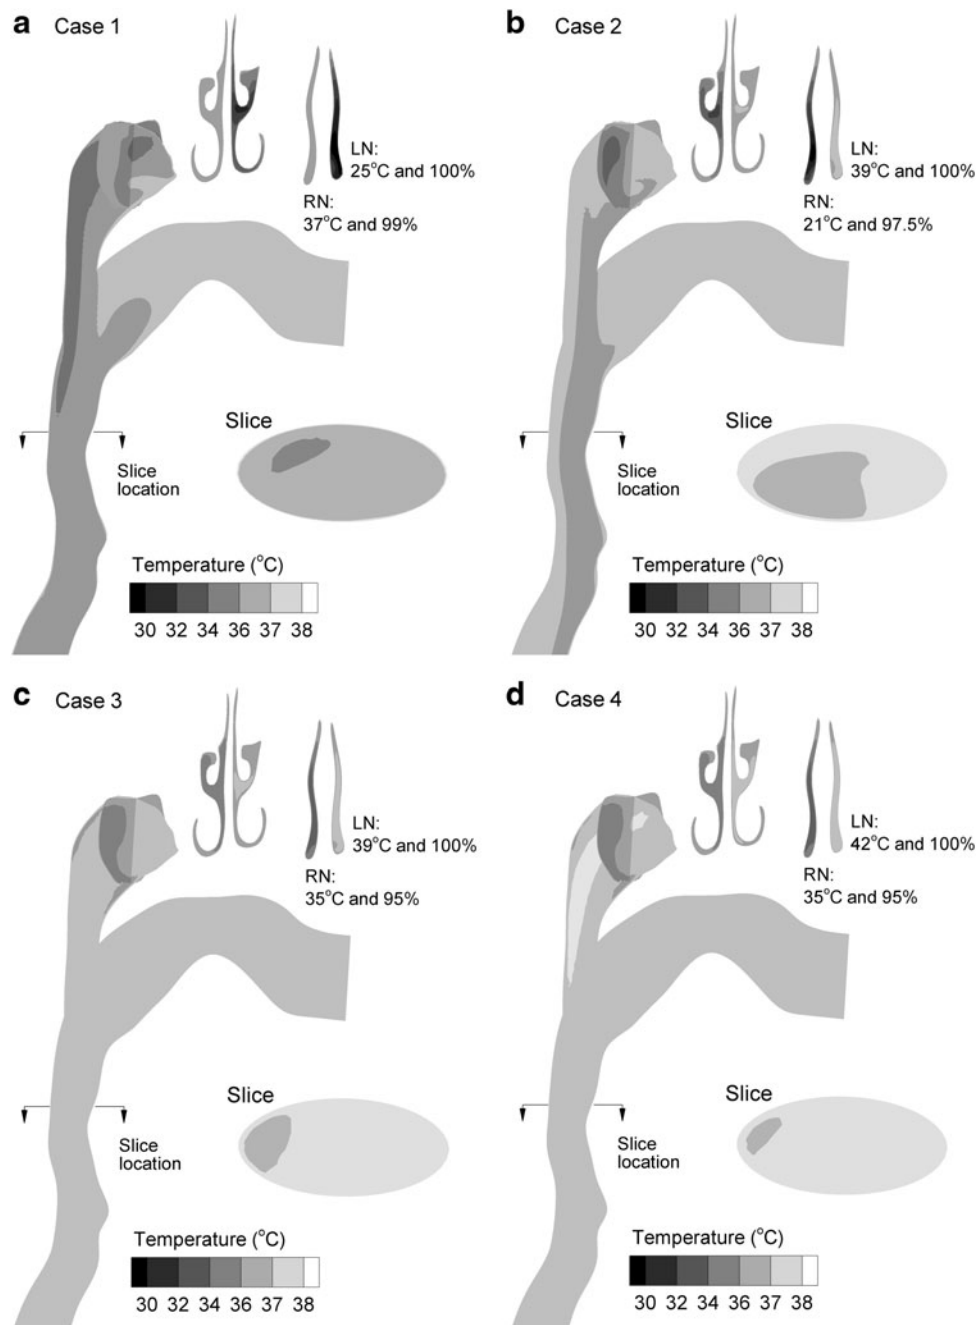 a Case 1
LN:
25°C and 100%
RN:
37°C and 99%
Slice
Slice
location
Temperature (°C)
30 32 34 36 37 38
b Case 2
LN:
39°C and 100%
RN:
21°C and 97.5%
Slice
Slice
location
Temperature (°C)
30 32 34 36 37 38
c Case 3
LN:
39°C and 100%
RN:
35°C and 95%
Slice
Slice
location
Temperature (°C)
30 32 34 36 37 38
d Case 4
LN:
42°C and 100%
RN:
35°C and 95%
Slice
Slice
location
Temperature (°C)
30 32 34 36 37 38